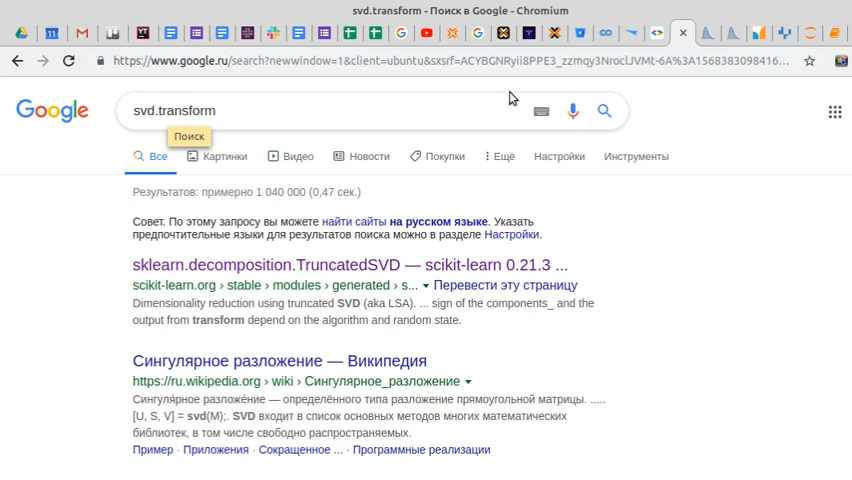 svd.transform - Поиск в Google - Chromium
https://www.google.ru/search?newwindow=1&client=ubuntu&sxsrf=ACYBGNRyii8PPE3_zzmqy3NroclJVMt-6A%3A1568383098416...
Google
svd.transform
Поиск
Все Картинки Видео Новости Покупки Ещё Настройки Инструменты
Результатов: примерно 1 040 000 (0,47 сек.)
Совет. По этому запросу вы можете найти сайты на русском языке. Указать
предпочтительные языки для результатов поиска можно в разделе Настройки.
sklearn.decomposition.TruncatedSVD — scikit-learn 0.21.3 ...
scikit-learn.org › stable › modules › generated › s... Перевести эту страницу
Dimensionality reduction using truncated SVD (aka LSA). ... sign of the components_ and the
output from transform depend on the algorithm and random state.
Сингулярное разложение — Википедия
https://ru.wikipedia.org › wiki › Сингулярное_разложение
Сингуля́рное разложе́ние — определённого типа разложение прямоугольной матрицы. .....
[U, S, V] = svd(M);. SVD входит в список основных методов многих математических
библиотек, в том числе свободно распространяемых.
Пример · Приложения · Сокращенное ... · Программные реализации